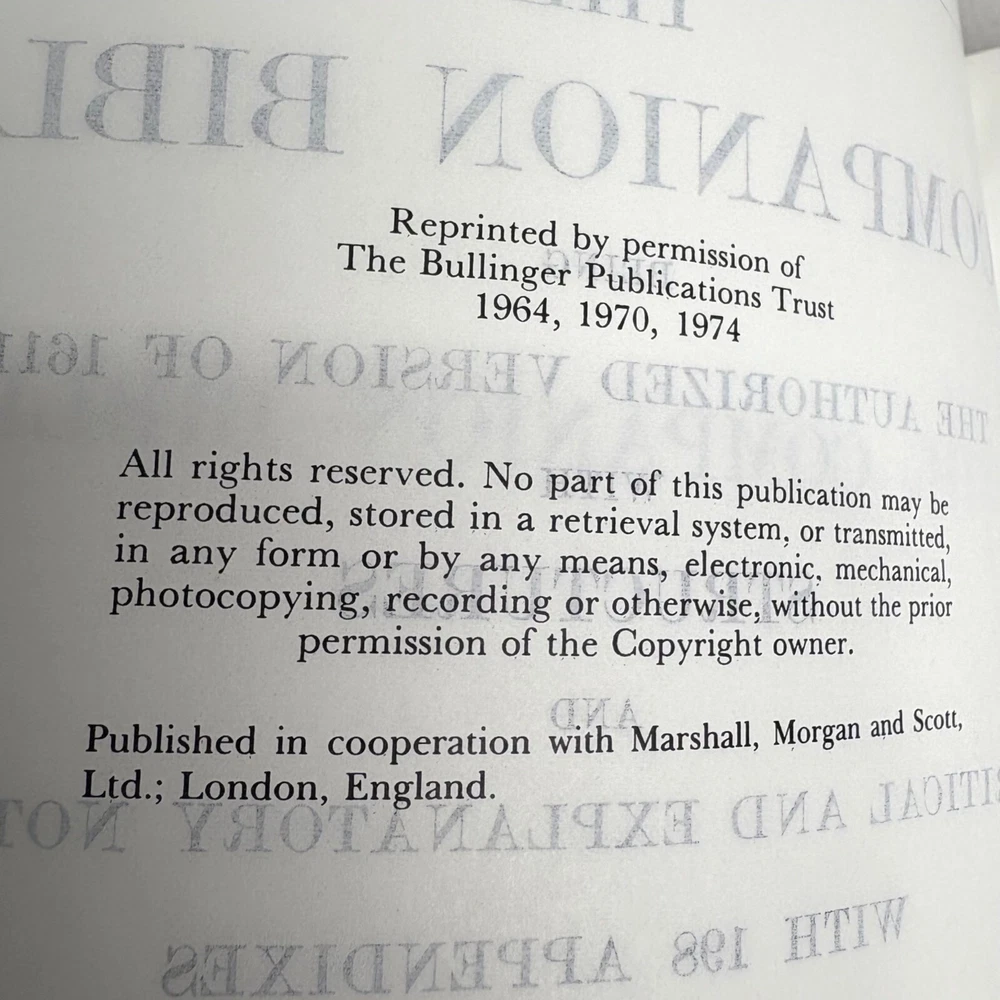 Reprinted by permission of
The Bullinger Publications Trust
1964, 1970, 1974
All rights reserved. No part of this publication may be
reproduced, stored in a retrieval system, or transmitted,
in any form or by any means, electronic, mechanical,
photocopying, recording or otherwise, without the prior
permission of the Copyright owner.
Published in cooperation with Marshall, Morgan and Scott,
Ltd.; London, England.